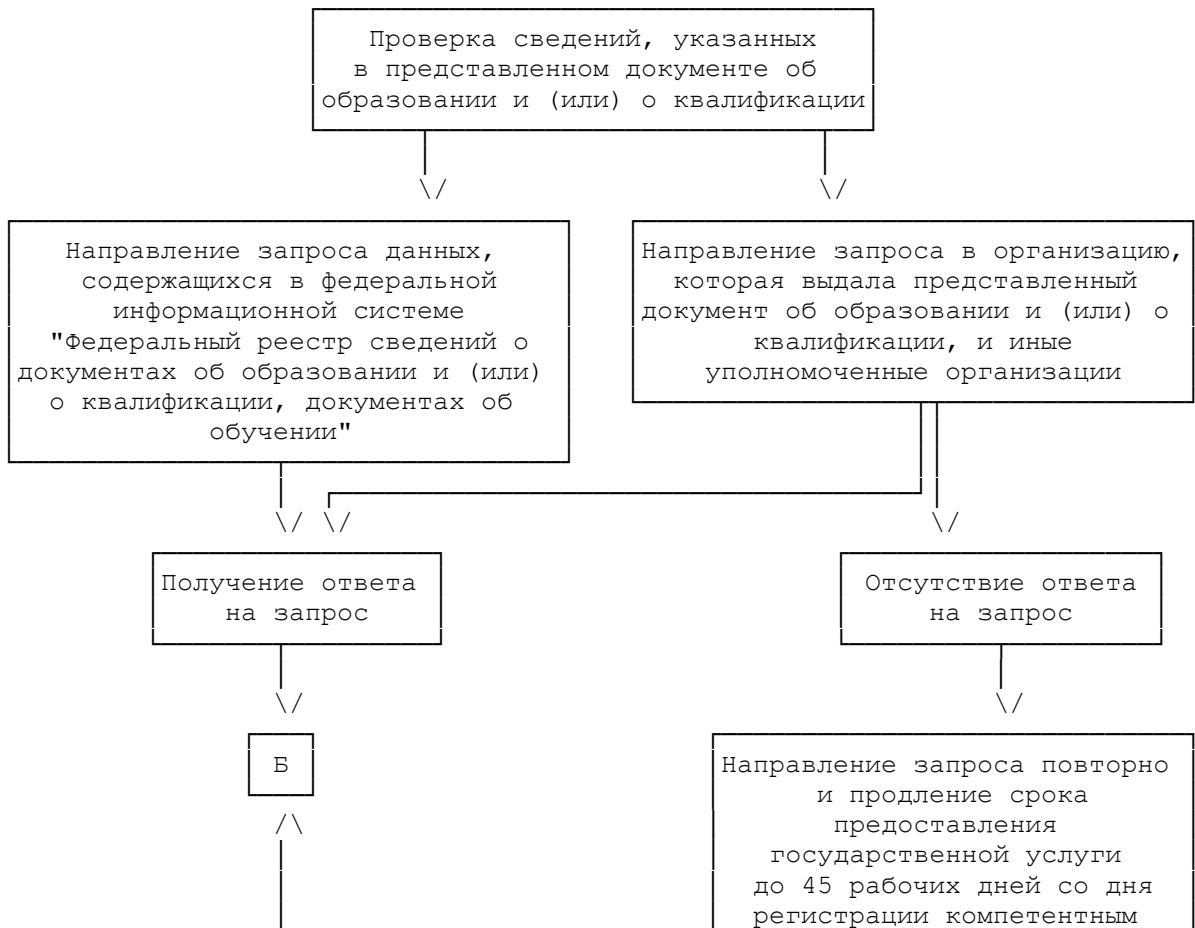 Проверка сведений, указанных
в представленном документе об
образовании и (или) о квалификации
Направление запроса данных,
содержащихся в федеральной
информационной системе
"Федеральный реестр сведений о
документах об образовании и (или)
о квалификации, документах об
обучении"
Направление запроса в организацию,
которая выдала представленный
документ об образовании и (или) о
квалификации, и иные
уполномоченные организации
Получение ответа
на запрос
Отсутствие ответа
на запрос
Б
Направление запроса повторно
и продление срока
предоставления
государственной услуги
до 45 рабочих дней со дня
регистрации компетентным